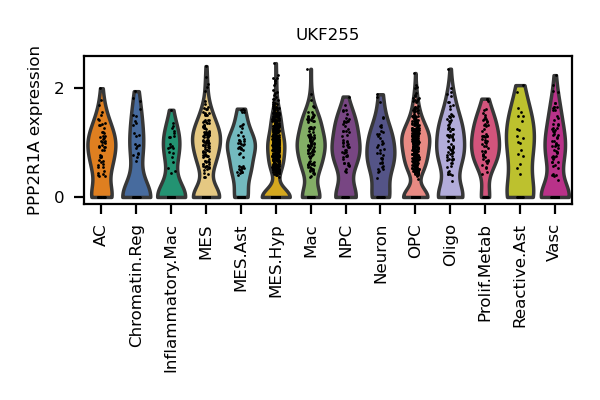 UKF255
PPP2R1A expression
2
0
AC
Chromatin.Reg
Inflammatory.Mac
MES
MES.Ast
MES.Hyp
Mac
NPC
Neuron
OPC
Oligo
Prolif.Metab
Reactive.Ast
Vasc